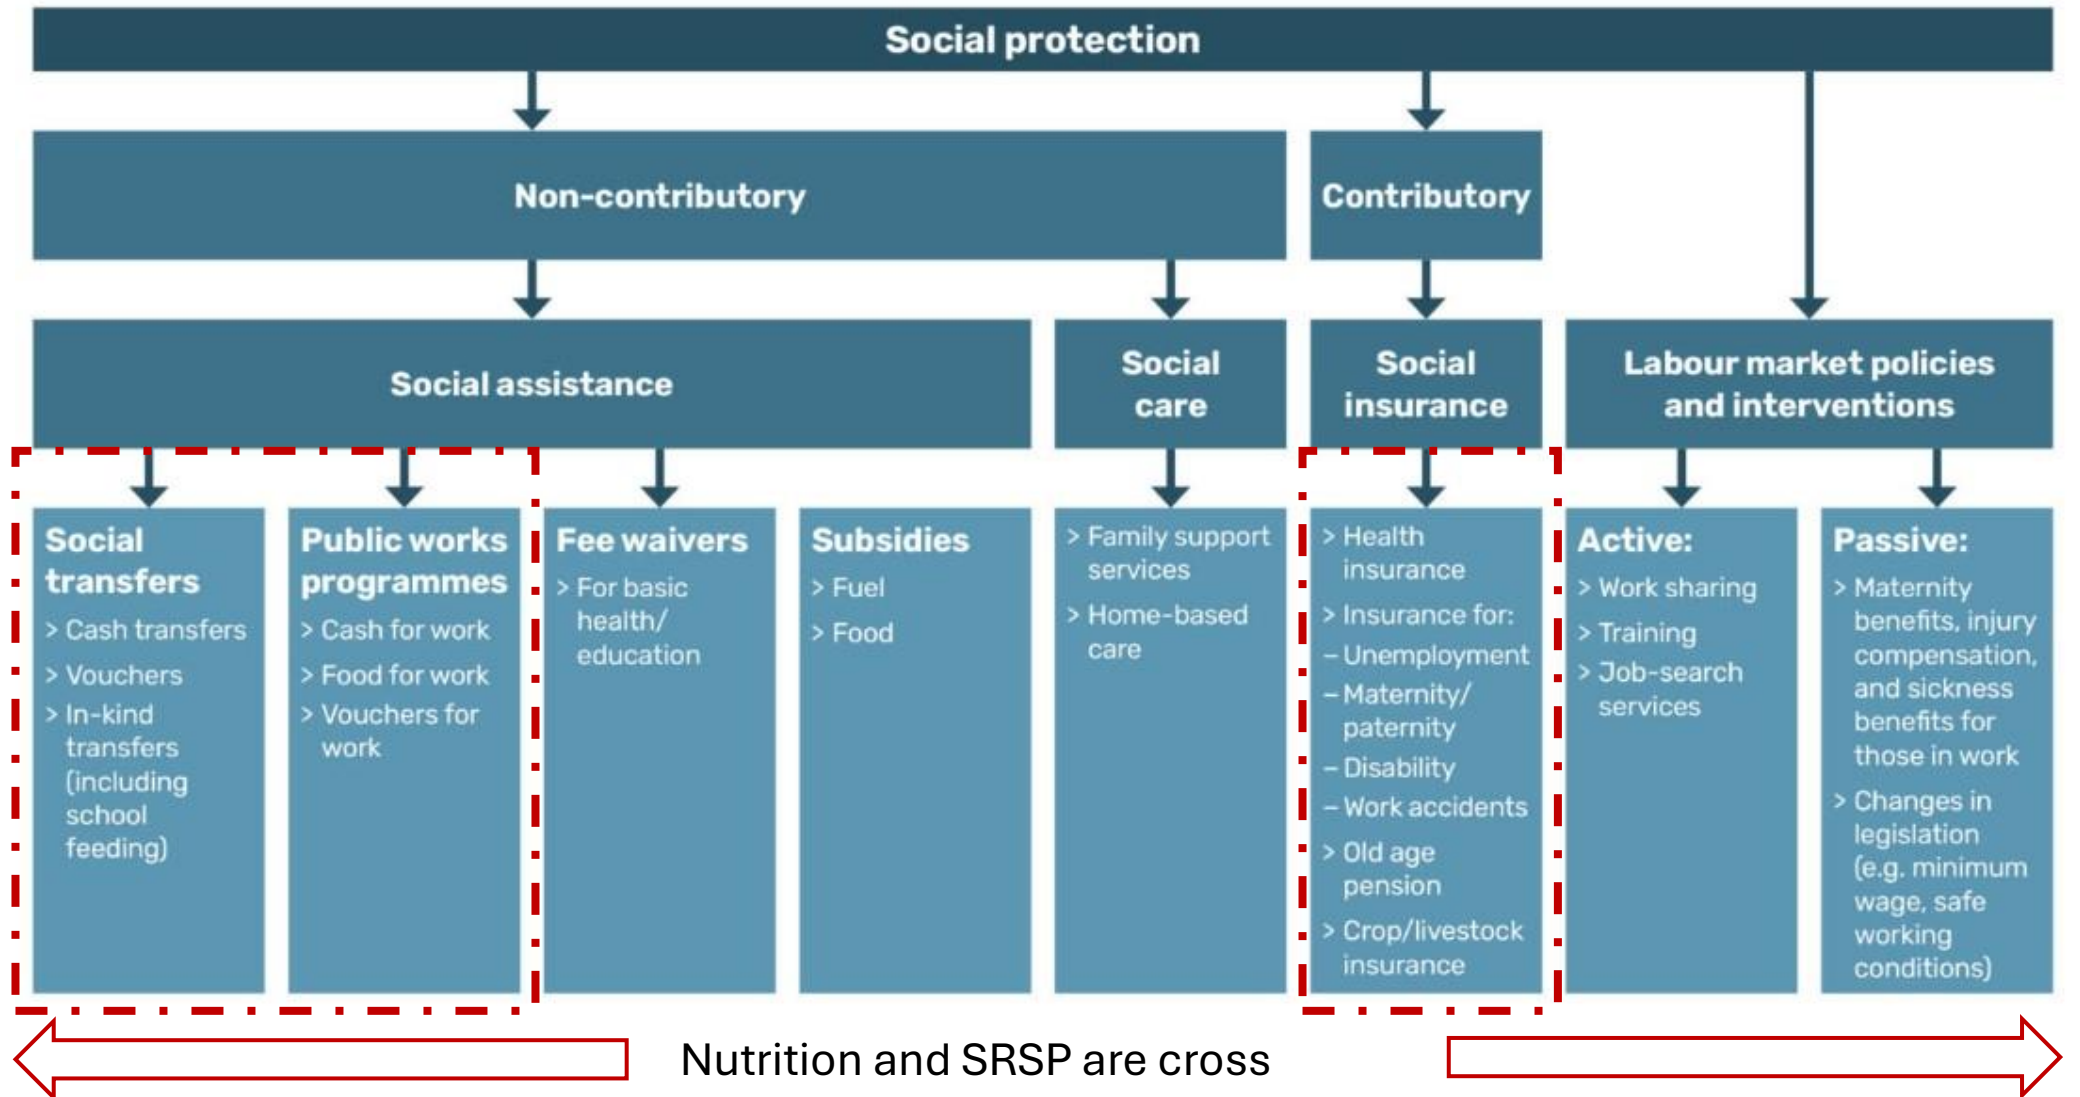 Social protection
Non-contributory
Contributory
Social assistance
Social
care
Social
insurance
Labour market policies
and interventions
Social
transfers
> Cash transfers
> Vouchers
> In-kind
transfers
(including
school
feeding)
Public works
programmes
> Cash for work
> Food for work
> Vouchers for
work
Fee waivers
> For basic
health/
education
Subsidies
> Fuel
> Food
> Family support
services
> Home-based
care
> Health
insurance
> Insurance for:
– Unemployment
– Maternity/
paternity
– Disability
– Work accidents
> Old age
pension
> Crop/livestock
insurance
Active:
> Work sharing
> Training
> Job-search
services
Passive:
> Maternity
benefits, injury
compensation,
and sickness
benefits for
those in work
> Changes in
legislation
(e.g. minimum
wage, safe
working
conditions)
Nutrition and SRSP are cross